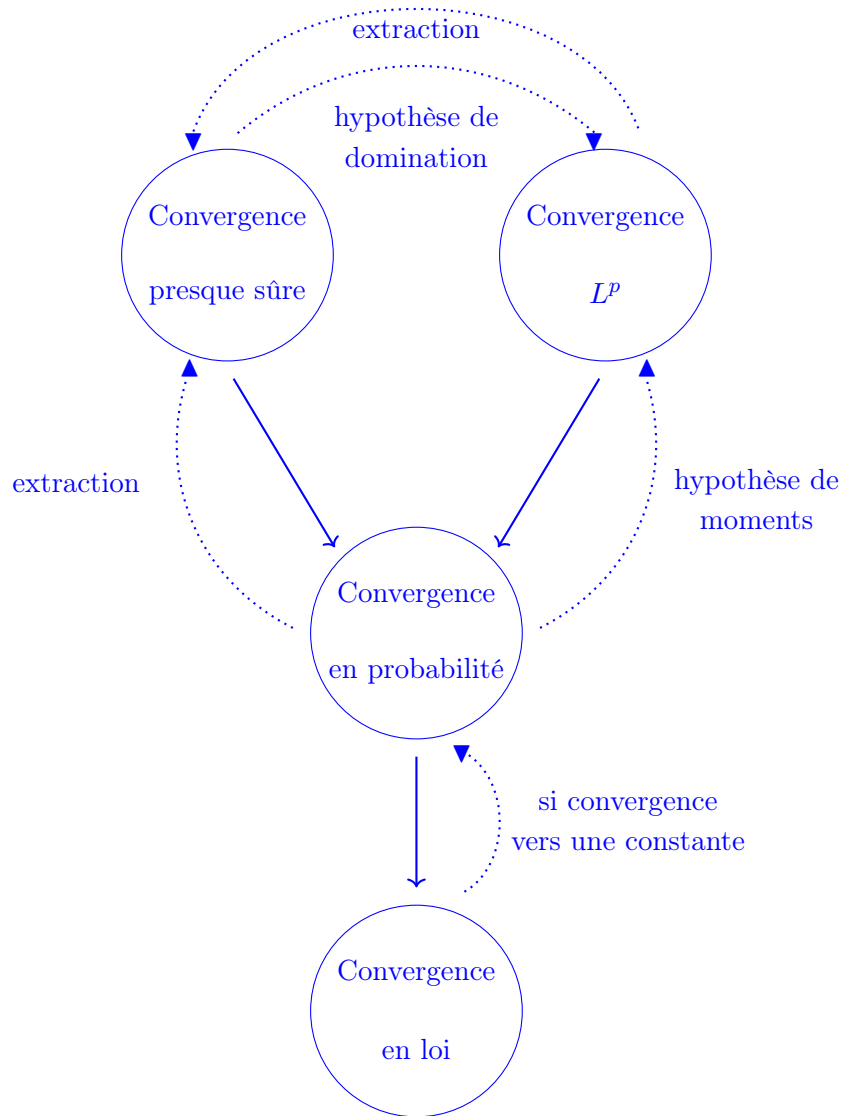 extraction
hypothèse de
domination
Convergence
presque sûre
Convergence
L^p
extraction
hypothèse de
moments
Convergence
en probabilité
si convergence
vers une constante
Convergence
en loi